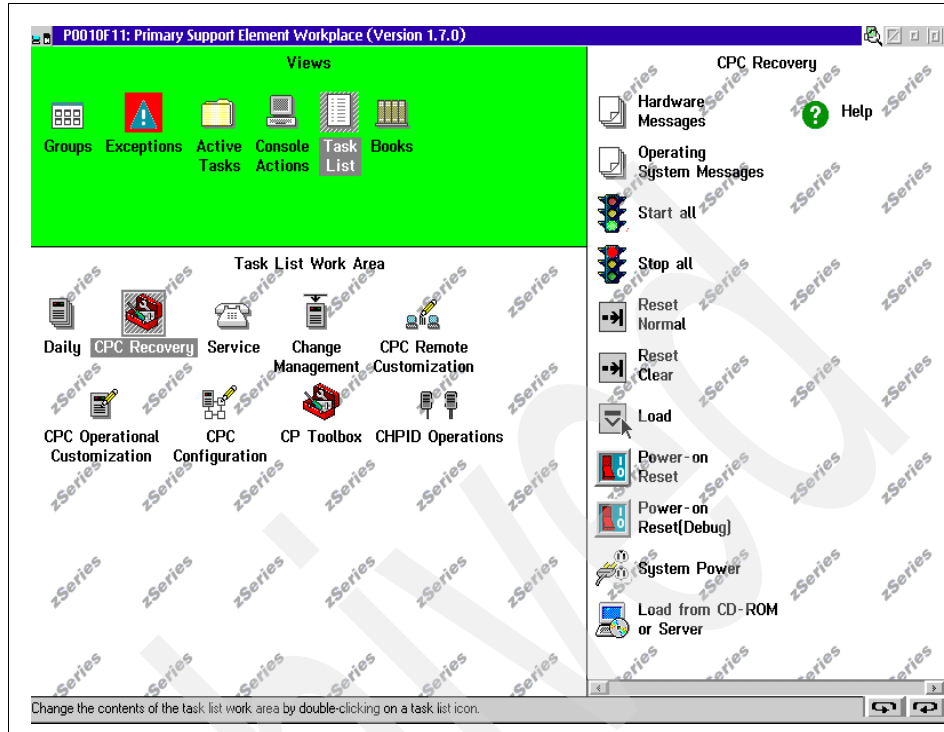 P0010F11: Primary Support Element Workplace (Version 1.7.0)
Views
Groups Exceptions Active Tasks Console Actions Task List Books
Task List Work Area
Daily CPC Recovery Service Change Management CPC Remote Customization
CPC Operational Customization CPC Configuration CP Toolbox CHPID Operations
CPC Recovery
Hardware Messages
Help
Operating System Messages
Start all
Stop all
Reset Normal
Reset Clear
Load
Power-on Reset
Power-on Reset(Debug)
System Power
Load from CD-ROM or Server
zSeries
Change the contents of the task list work area by double-clicking on a task list icon.